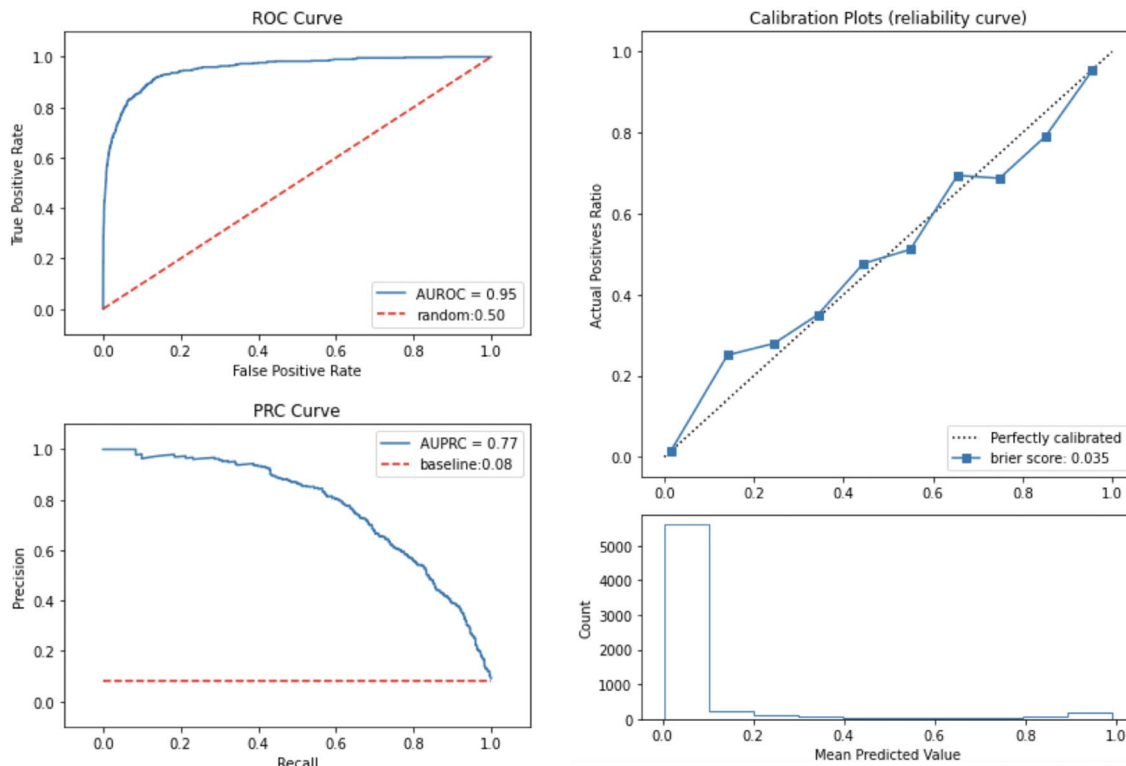 ROC Curve
1.0
0.8
0.6
0.4
0.2
0.0
True Positive Rate
AUROC = 0.95
random:0.50
0.0 0.2 0.4 0.6 0.8 1.0
False Positive Rate
PRC Curve
1.0
0.8
0.6
0.4
0.2
0.0
Precision
AUPRC = 0.77
baseline:0.08
0.0 0.2 0.4 0.6 0.8 1.0
Recall
Calibration Plots (reliability curve)
1.0
0.8
0.6
0.4
0.2
0.0
Actual Positives Ratio
Perfectly calibrated
brier score: 0.035
0.0 0.2 0.4 0.6 0.8 1.0
5000
4000
3000
2000
1000
0
Count
0.0 0.2 0.4 0.6 0.8 1.0
Mean Predicted Value